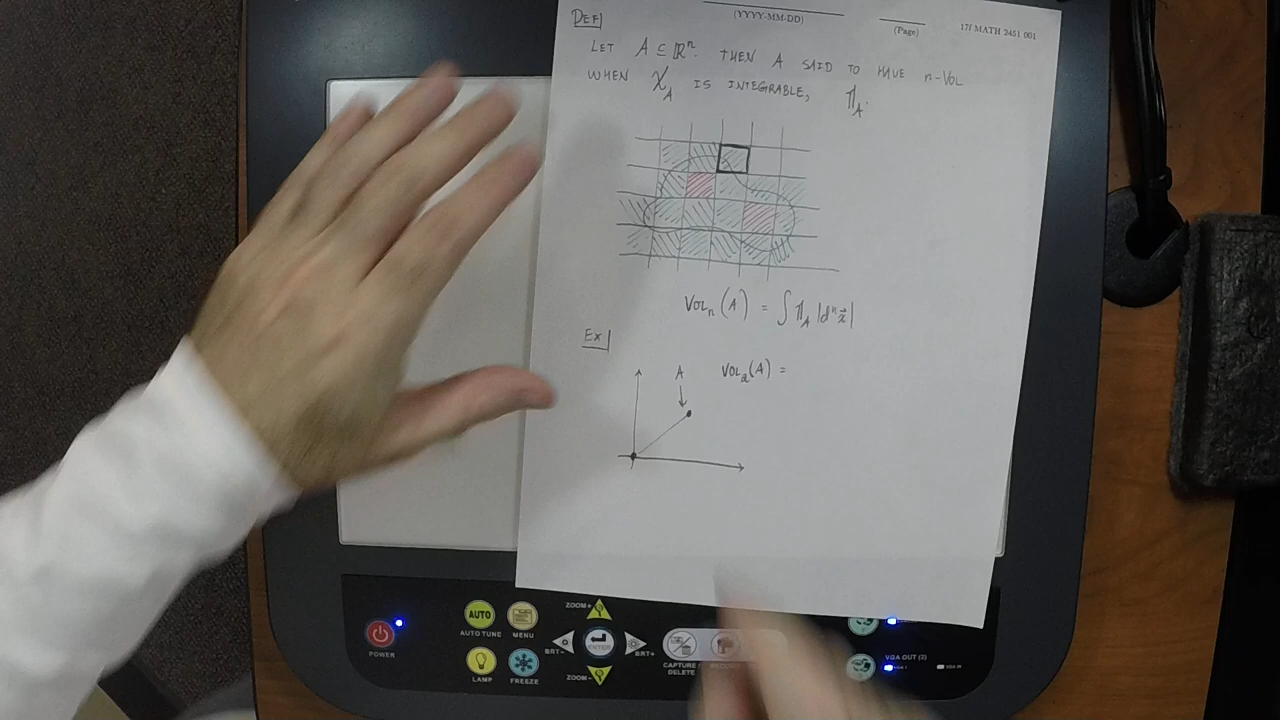 (YYYY-MM-DD)
(Page)
17f MATH 2451 001
DEF
LET A ⊆ ℝⁿ. THEN A SAID TO HAVE n-VOL
WHEN χ_A IS INTEGRABLE, 𝟙_A.
VOL_n(A) = ∫ 𝟙_A |dⁿx⃗|
EX
A
VOL_2(A) =
POWER
AUTO
AUTO TUNE
MENU
LAMP
FREEZE
ZOOM+
BRT-
ENTER
BRT+
ZOOM-
CAPTURE /
DELETE
VGA OUT (2)